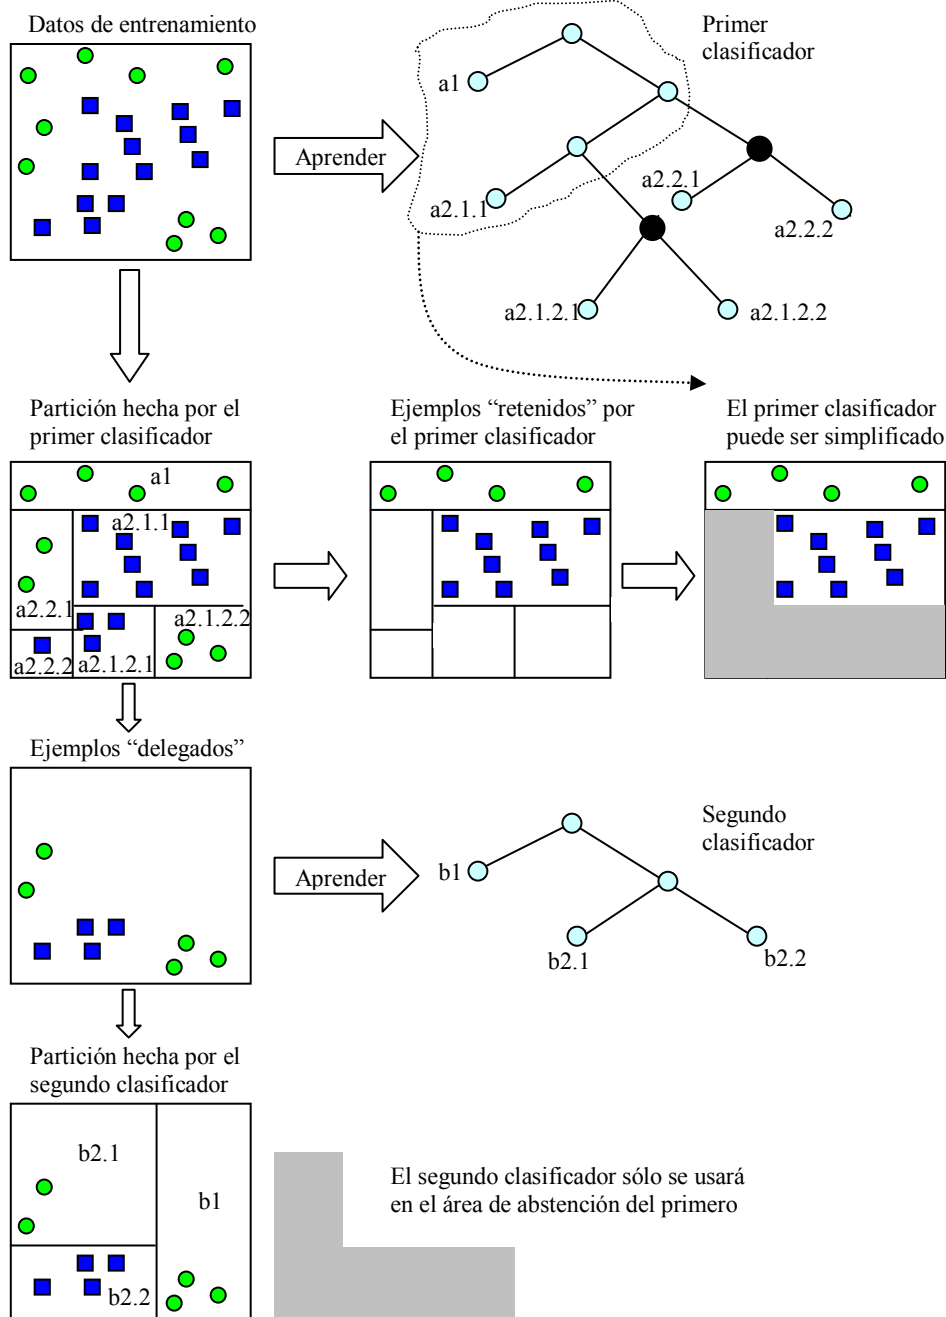 Datos de entrenamiento
Primer
clasificador
a1
Aprender
a2.2.1
a2.1.1
a2.2.2
a2.1.2.1
a2.1.2.2
Partición hecha por el
primer clasificador
Ejemplos “retenidos” por
el primer clasificador
El primer clasificador
puede ser simplificado
a1
a2.1.1
a2.2.1
a2.1.2.2
a2.2.2
a2.1.2.1
Ejemplos “delegados”
Segundo
clasificador
Aprender
b1
b2.1
b2.2
Partición hecha por el
segundo clasificador
b2.1
b1
b2.2
El segundo clasificador sólo se usará
en el área de abstención del primero